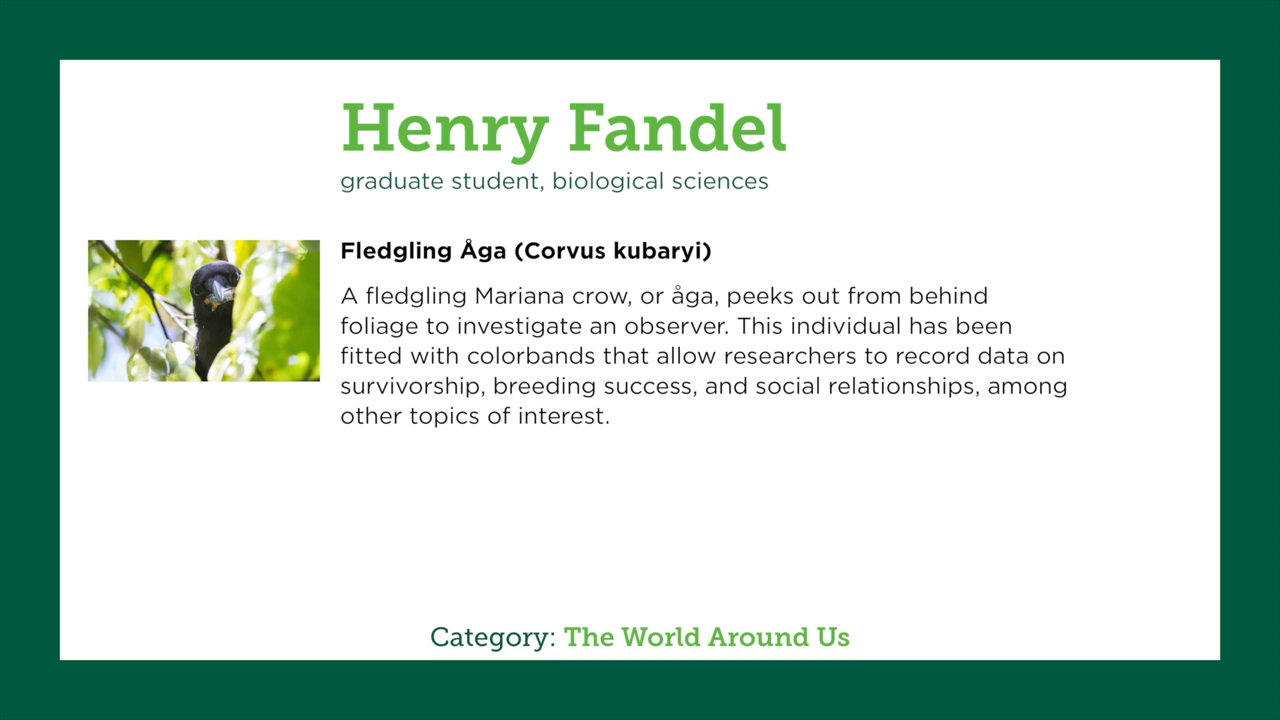 Henry Fandel
graduate student, biological sciences
Fledgling Åga (Corvus kubaryi)
A fledgling Mariana crow, or åga, peeks out from behind
foliage to investigate an observer. This individual has been
fitted with colorbands that allow researchers to record data on
survivorship, breeding success, and social relationships, among
other topics of interest.
Category: The World Around Us